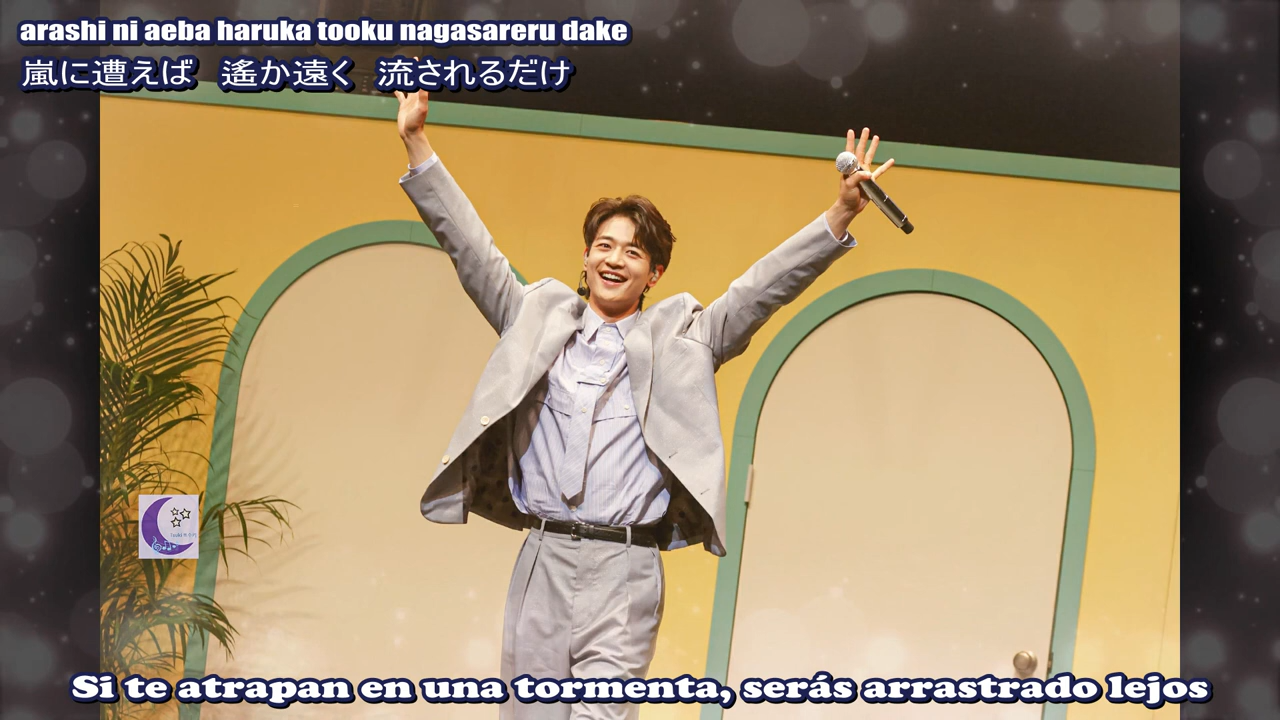 arashi ni aeba haruka tooku nagasareru dake
嵐に遭えば　遙か遠く　流されるだけ
Si te atrapan en una tormenta, serás arrastrado lejos